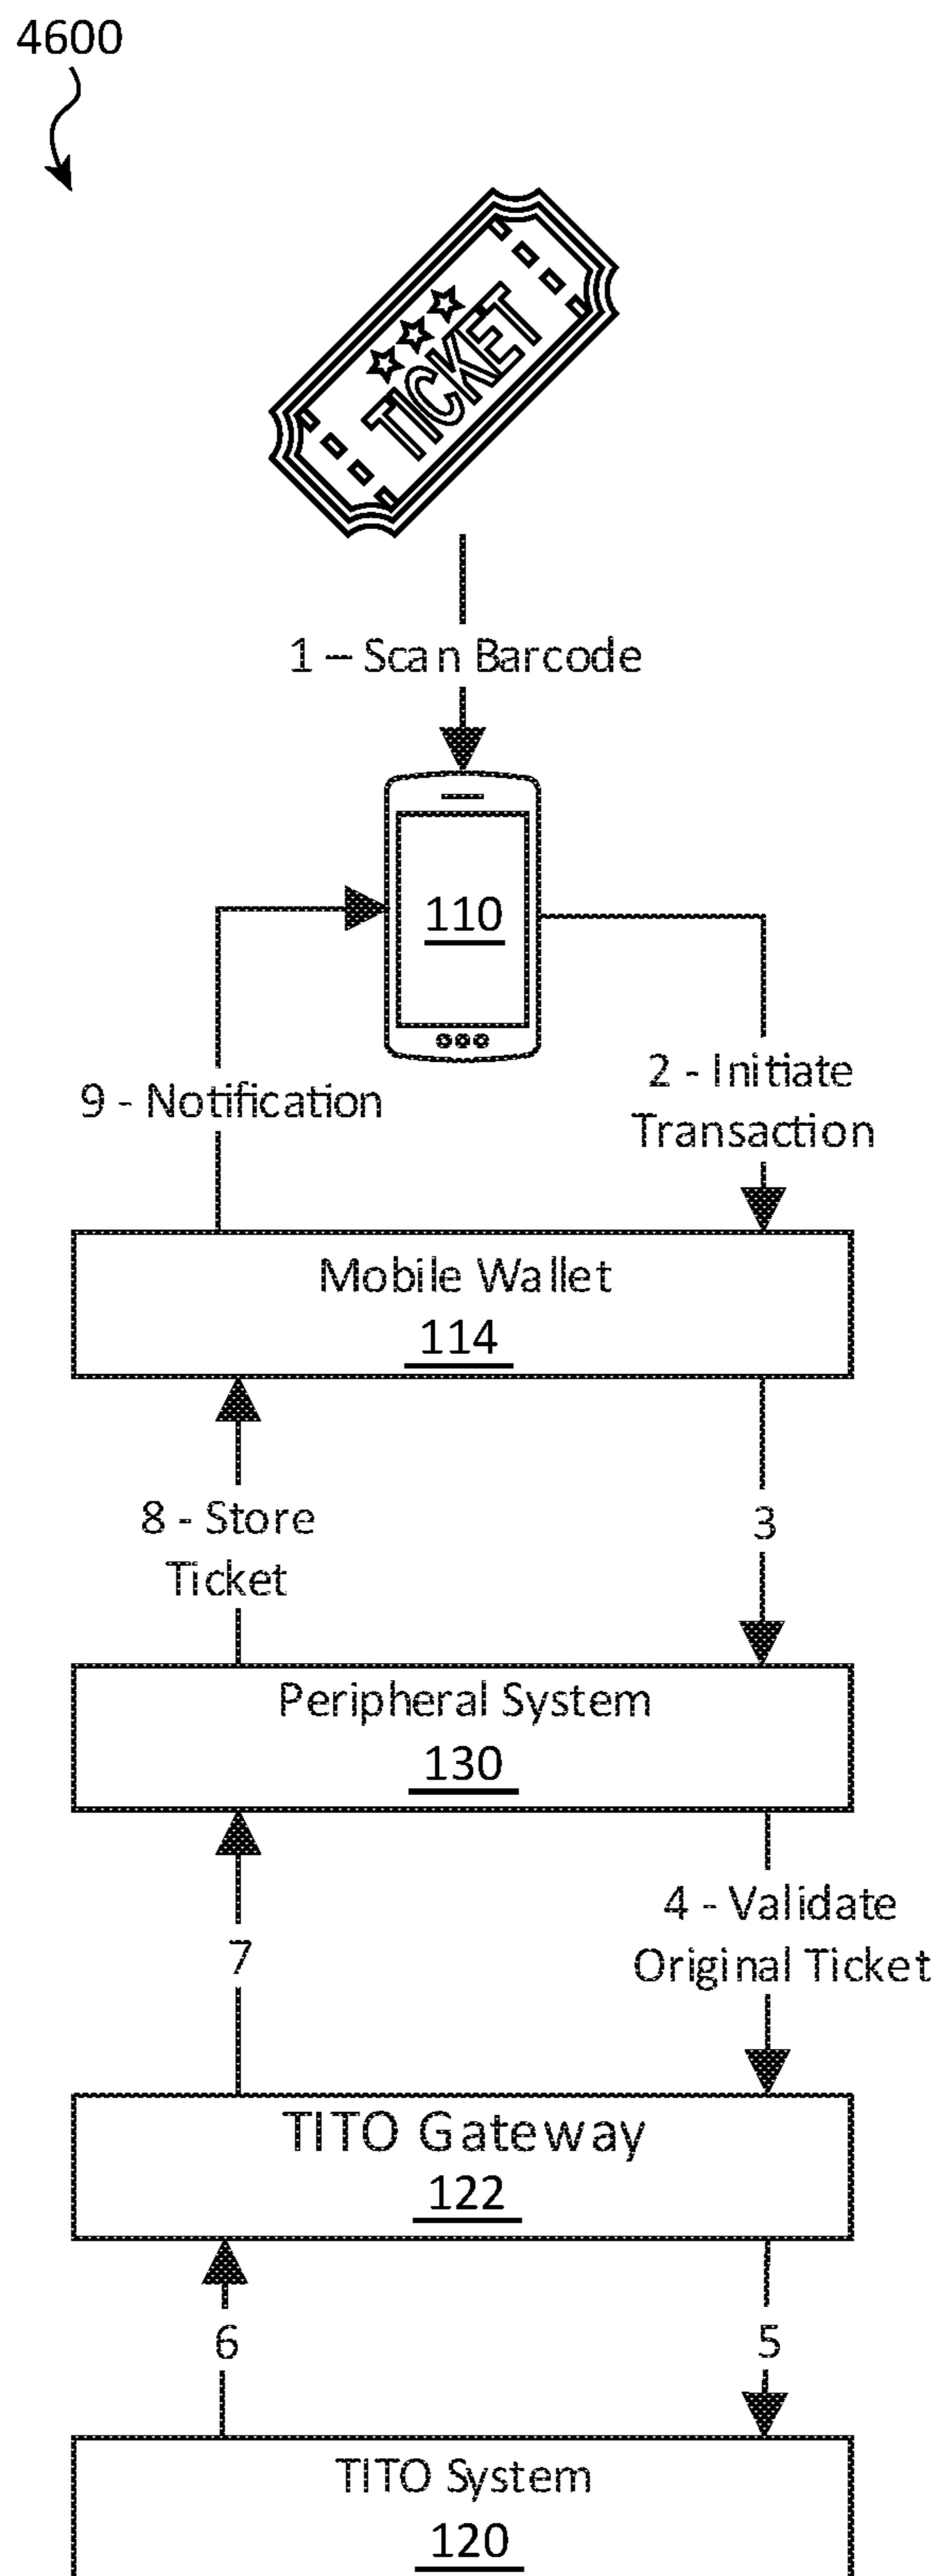 4600
TICKET
1 – Scan Barcode
110
9 - Notification
2 - Initiate
Transaction
Mobile Wallet
114
8 - Store
Ticket
3
Peripheral System
130
7
4 - Validate
Original Ticket
TITO Gateway
122
6
5
TITO System
120